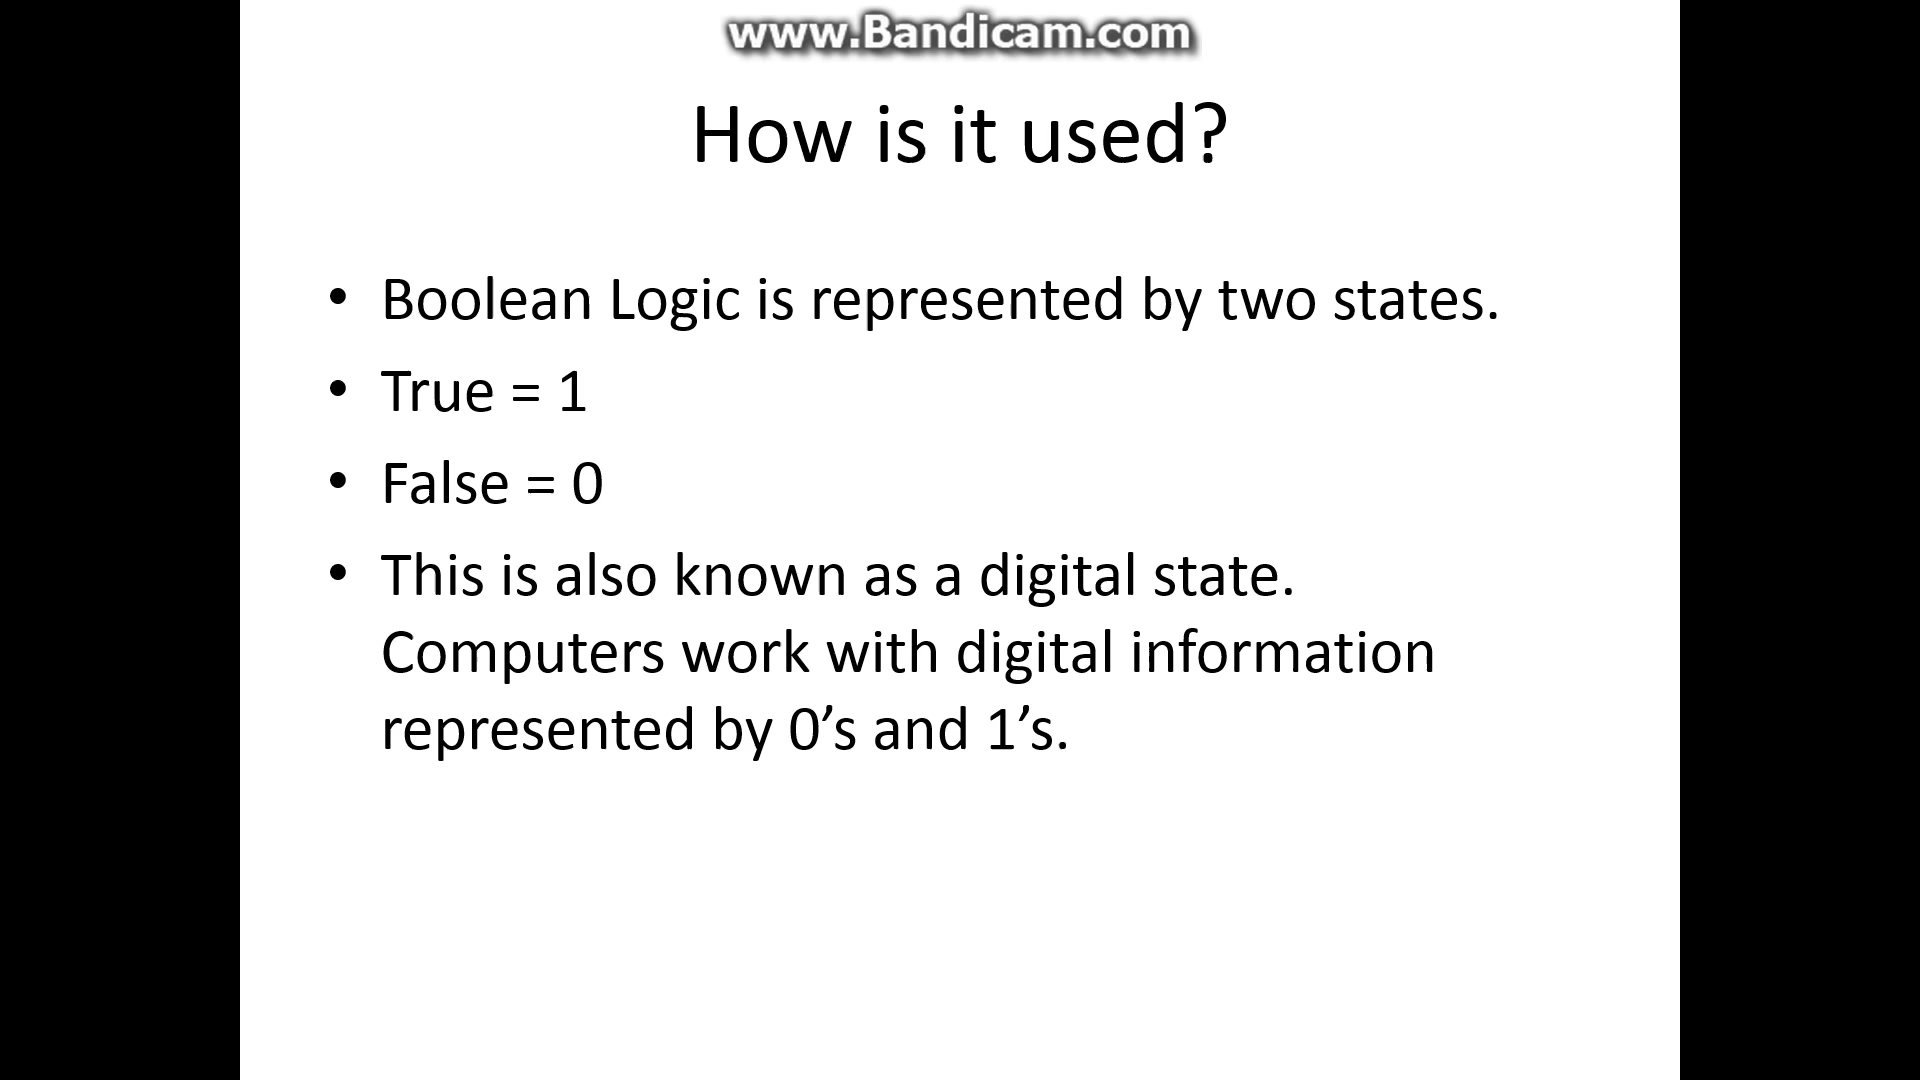 www.Bandicam.com
How is it used?
• Boolean Logic is represented by two states.
• True = 1
• False = 0
• This is also known as a digital state.
Computers work with digital information
represented by 0’s and 1’s.